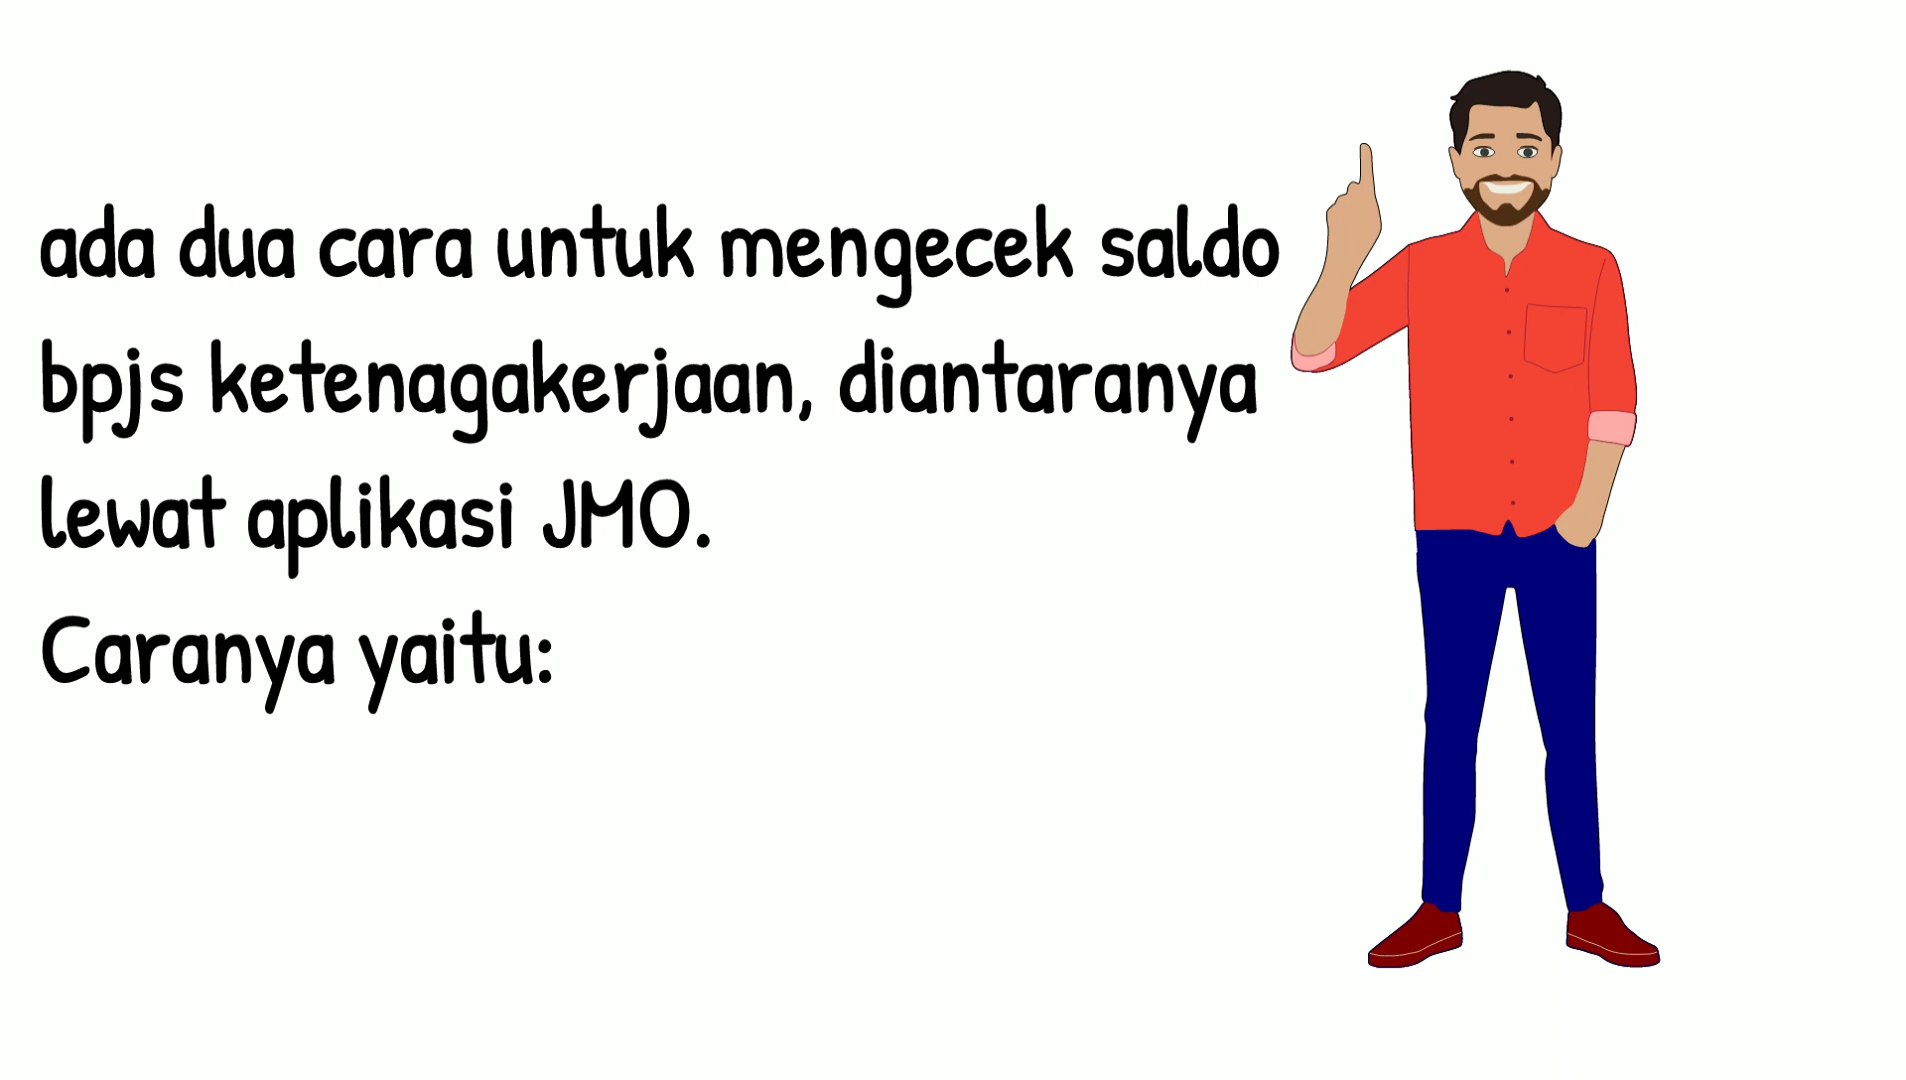 ada dua cara untuk mengecek saldo
bpjs ketenagakerjaan, diantaranya
lewat aplikasi JMO.
Caranya yaitu: